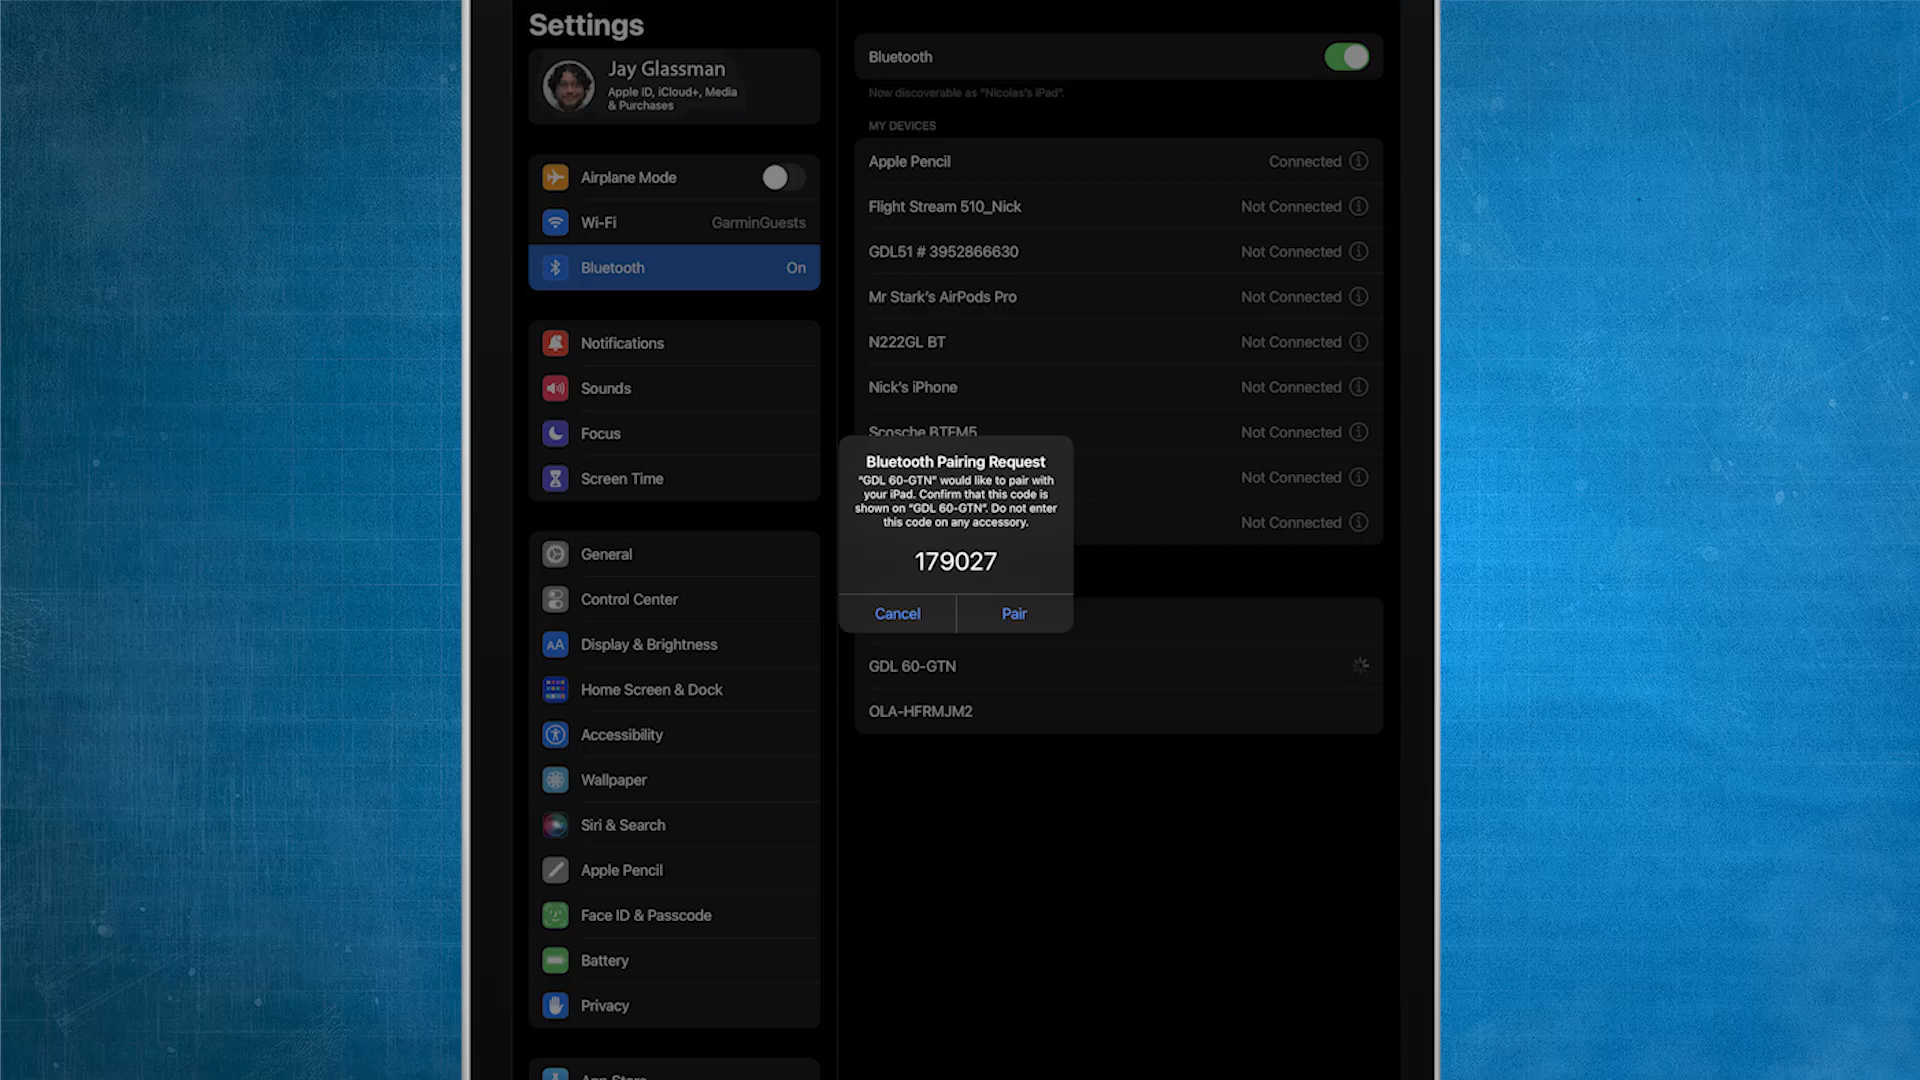 Settings
Jay Glassman
Apple ID, iCloud+, Media
& Purchases
Airplane Mode
Wi-Fi GarminGuests
Bluetooth On
Notifications
Sounds
Focus
Screen Time
General
Control Center
Display & Brightness
Home Screen & Dock
Accessibility
Wallpaper
Siri & Search
Apple Pencil
Face ID & Passcode
Battery
Privacy
App Store
Bluetooth
Now discoverable as "Nicolas's iPad".
MY DEVICES
Apple Pencil Connected
Flight Stream 510_Nick Not Connected
GDL51 # 3952866630 Not Connected
Mr Stark's AirPods Pro Not Connected
N222GL BT Not Connected
Nick's iPhone Not Connected
Scosche BTFM5 Not Connected
Not Connected
Not Connected
Bluetooth Pairing Request
"GDL 60-GTN" would like to pair with
your iPad. Confirm that this code is
shown on "GDL 60-GTN". Do not enter
this code on any accessory.
179027
Cancel Pair
GDL 60-GTN
OLA-HFRMJM2